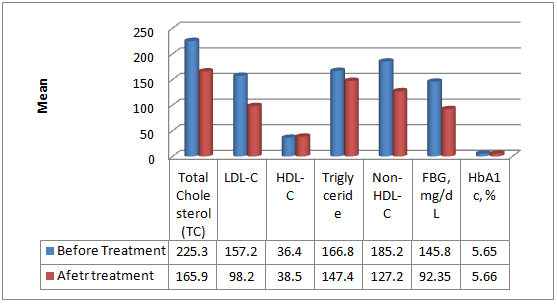 250
200
150
100
50
0
Mean
Total Chole sterol (TC) LDL-C HDL-C Trigly cerid e Non-HDL-C FBG, mg/d L HbA1 c, %
Before Treatment 225.3 157.2 36.4 166.8 185.2 145.8 5.65
Afetr treatment 165.9 98.2 38.5 147.4 127.2 92.35 5.66